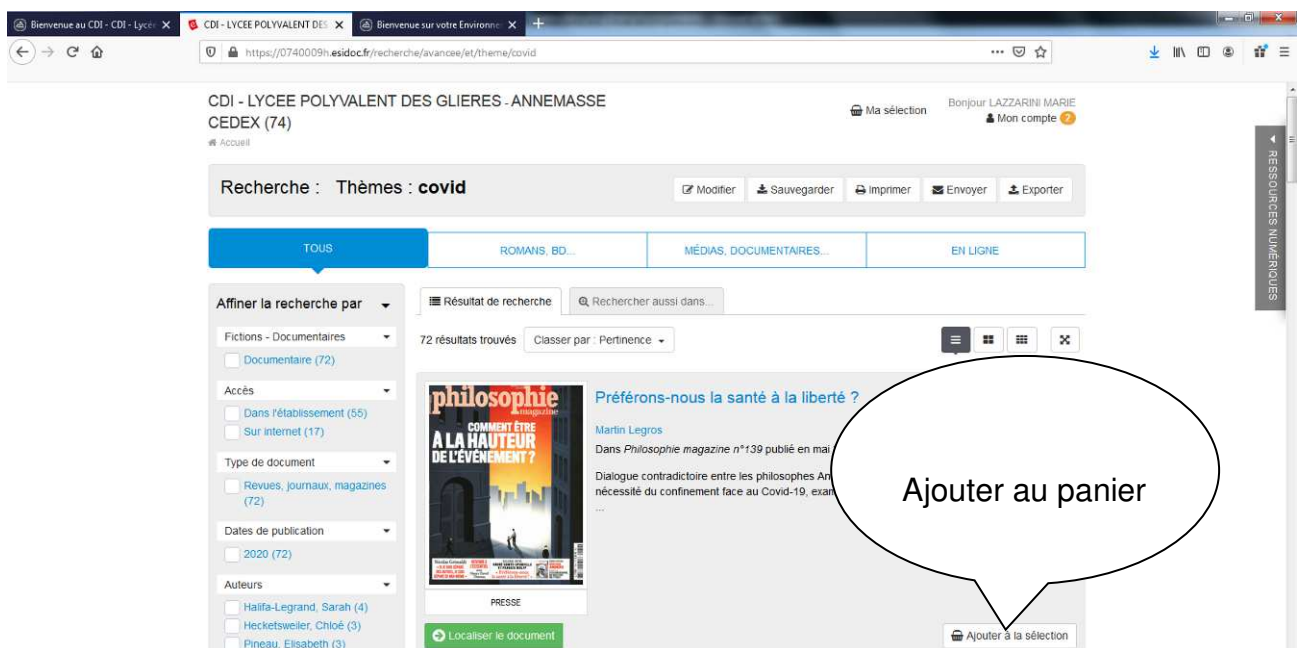 Bienvenue au CDI - CDI - Lycé
CDI - LYCEE POLYVALENT DES
Bienvenue sur votre Environne
https://0740009h.esidoc.fr/recherche/avancee/et/theme/covid
CDI - LYCEE POLYVALENT DES GLIERES - ANNEMASSE
CEDEX (74)
Accueil
Ma sélection
Bonjour LAZZARINI MARIE
Mon compte 2
RESSOURCES NUMÉRIQUES
Recherche : Thèmes : covid
Modifier
Sauvegarder
Imprimer
Envoyer
Exporter
TOUS
ROMANS, BD...
MÉDIAS, DOCUMENTAIRES...
EN LIGNE
Affiner la recherche par
Fictions - Documentaires
Documentaire (72)
Accès
Dans l'établissement (55)
Sur internet (17)
Type de document
Revues, journaux, magazines
(72)
Dates de publication
2020 (72)
Auteurs
Halifa-Legrand, Sarah (4)
Hecketsweiler, Chloé (3)
Pineau, Elisabeth (3)
Résultat de recherche
Rechercher aussi dans...
72 résultats trouvés
Classer par : Pertinence
philosophie
magazine
COMMENT ÊTRE
À LA HAUTEUR
DE L'ÉVÉNEMENT ?
PRESSE
Préférons-nous la santé à la liberté ?
Martin Legros
Dans Philosophie magazine n°139 publié en mai
Dialogue contradictoire entre les philosophes An
nécessité du confinement face au Covid-19, exam
...
Ajouter au panier
Localiser le document
Ajouter à la sélection